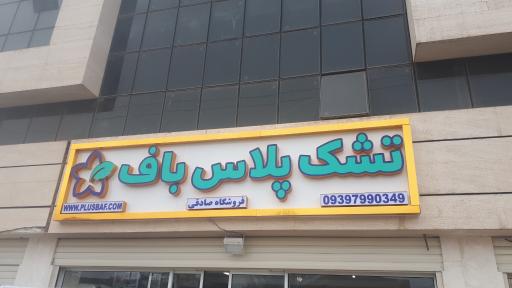 تشک پلاس باف
WWW.PLUSBAF.COM
فروشگاه صادقی
09397990349